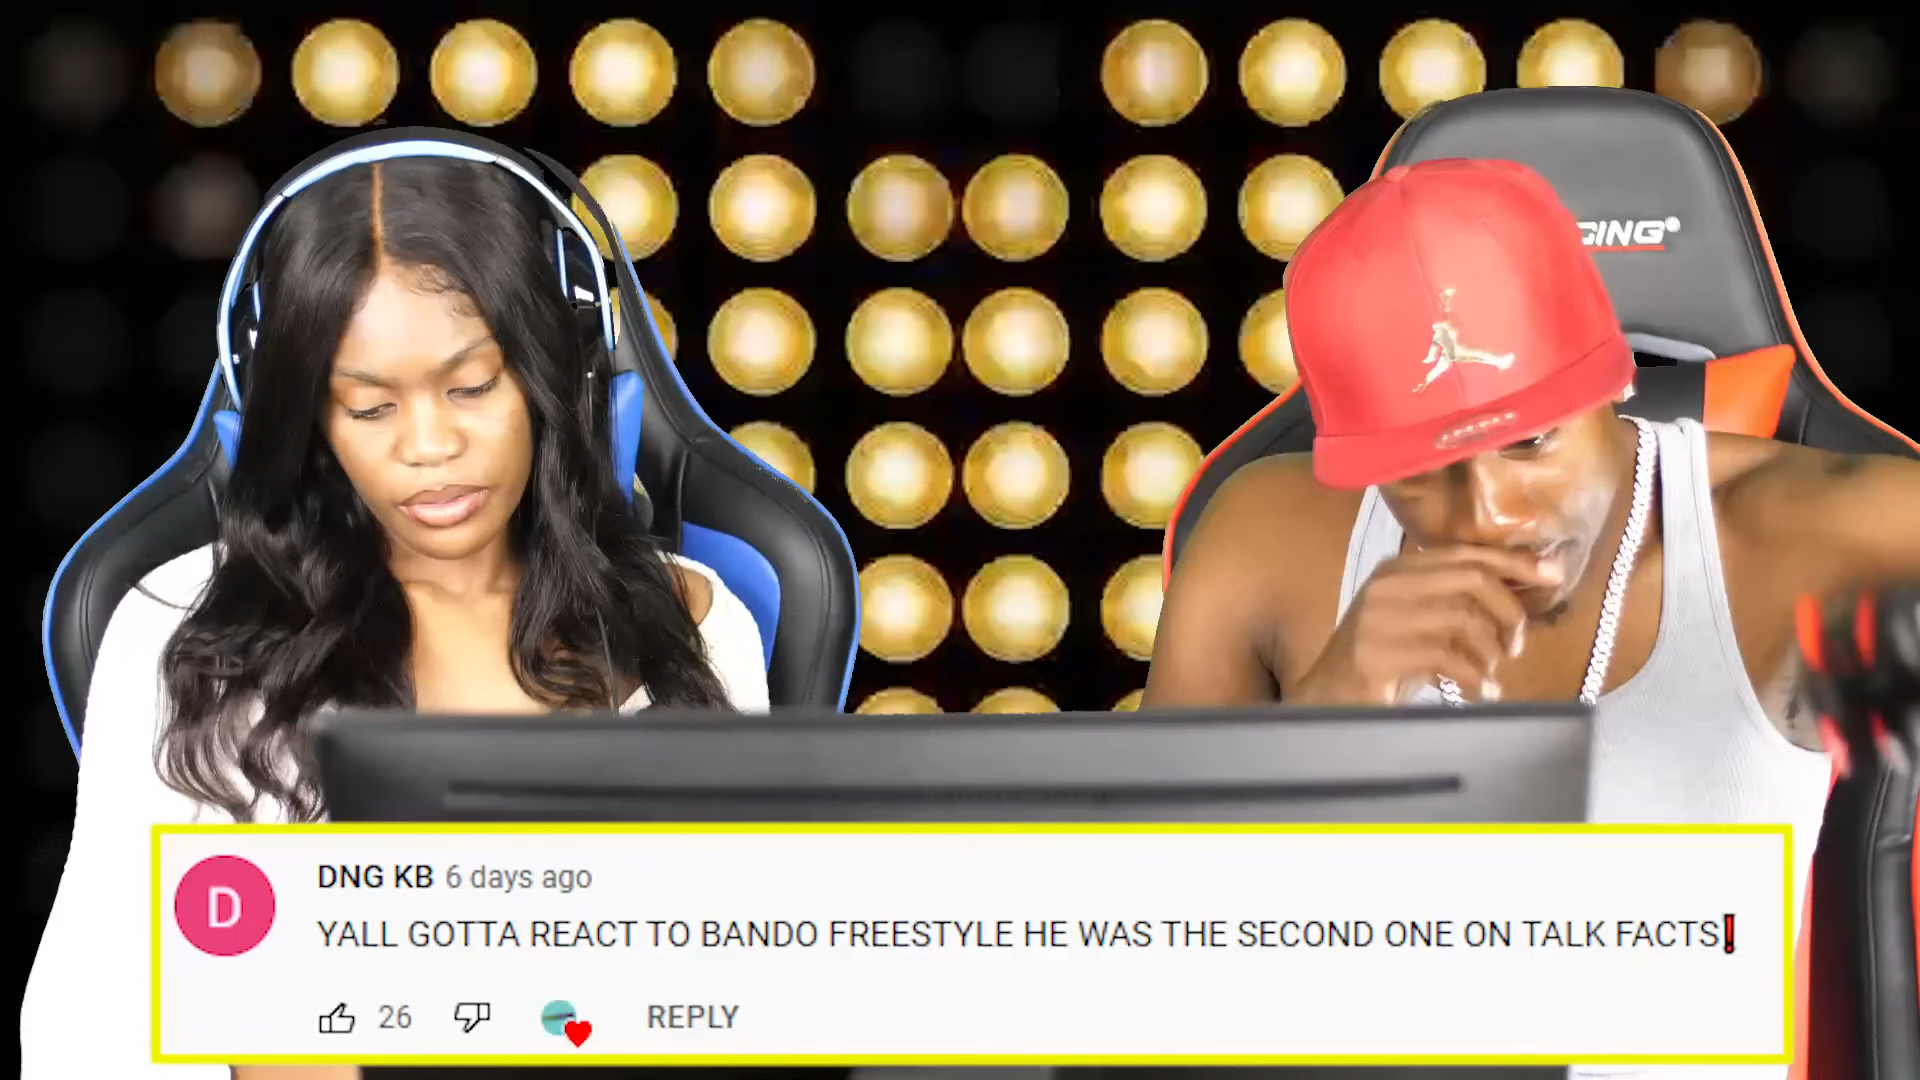 GING®
DNG KB 6 days ago
YALL GOTTA REACT TO BANDO FREESTYLE HE WAS THE SECOND ONE ON TALK FACTS❗
D
26
REPLY